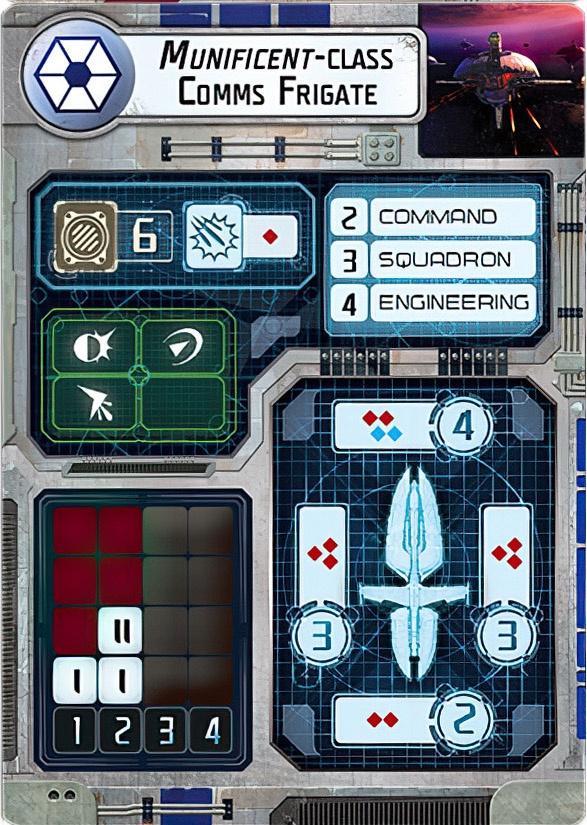 MUNIFICENT-CLASS
COMMS FRIGATE
6
2 COMMAND
3 SQUADRON
4 ENGINEERING
4
3
3
2
II
I I
1 2 3 4